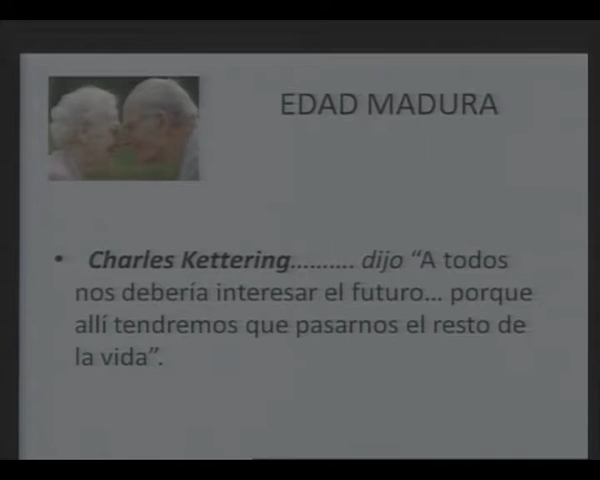 EDAD MADURA
• Charles Kettering.......... dijo “A todos
nos debería interesar el futuro… porque
allí tendremos que pasarnos el resto de
la vida”.